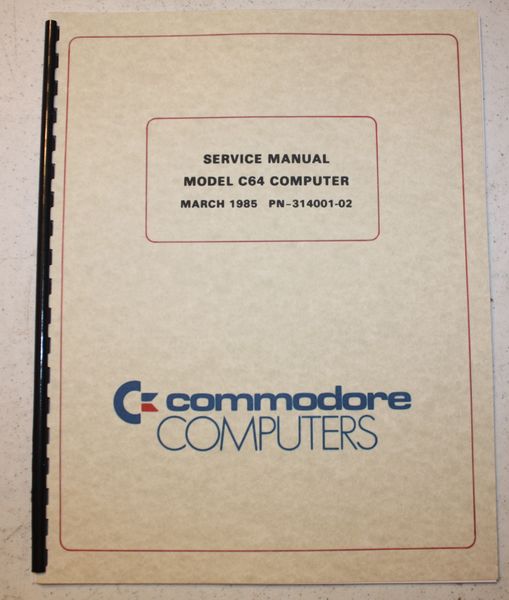 SERVICE MANUAL
MODEL C64 COMPUTER
MARCH 1985 PN-314001-02
commodore
COMPUTERS